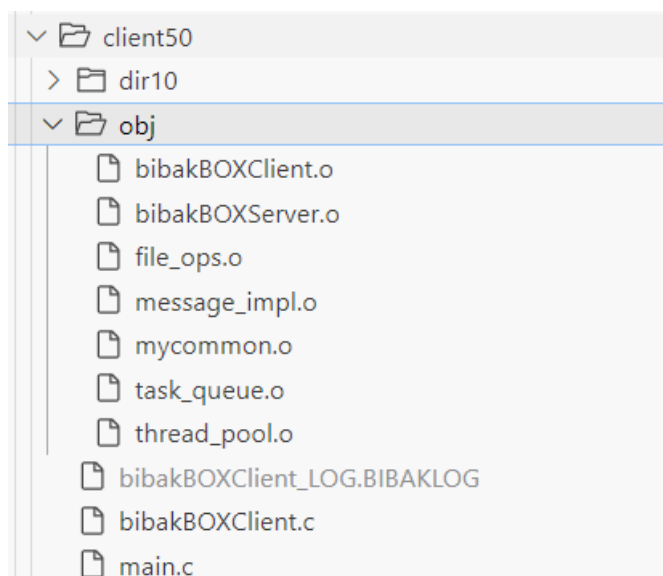 client50
dir10
obj
bibakBOXClient.o
bibakBOXServer.o
file_ops.o
message_impl.o
mycommon.o
task_queue.o
thread_pool.o
bibakBOXClient_LOG.BIBAKLOG
bibakBOXClient.c
main.c